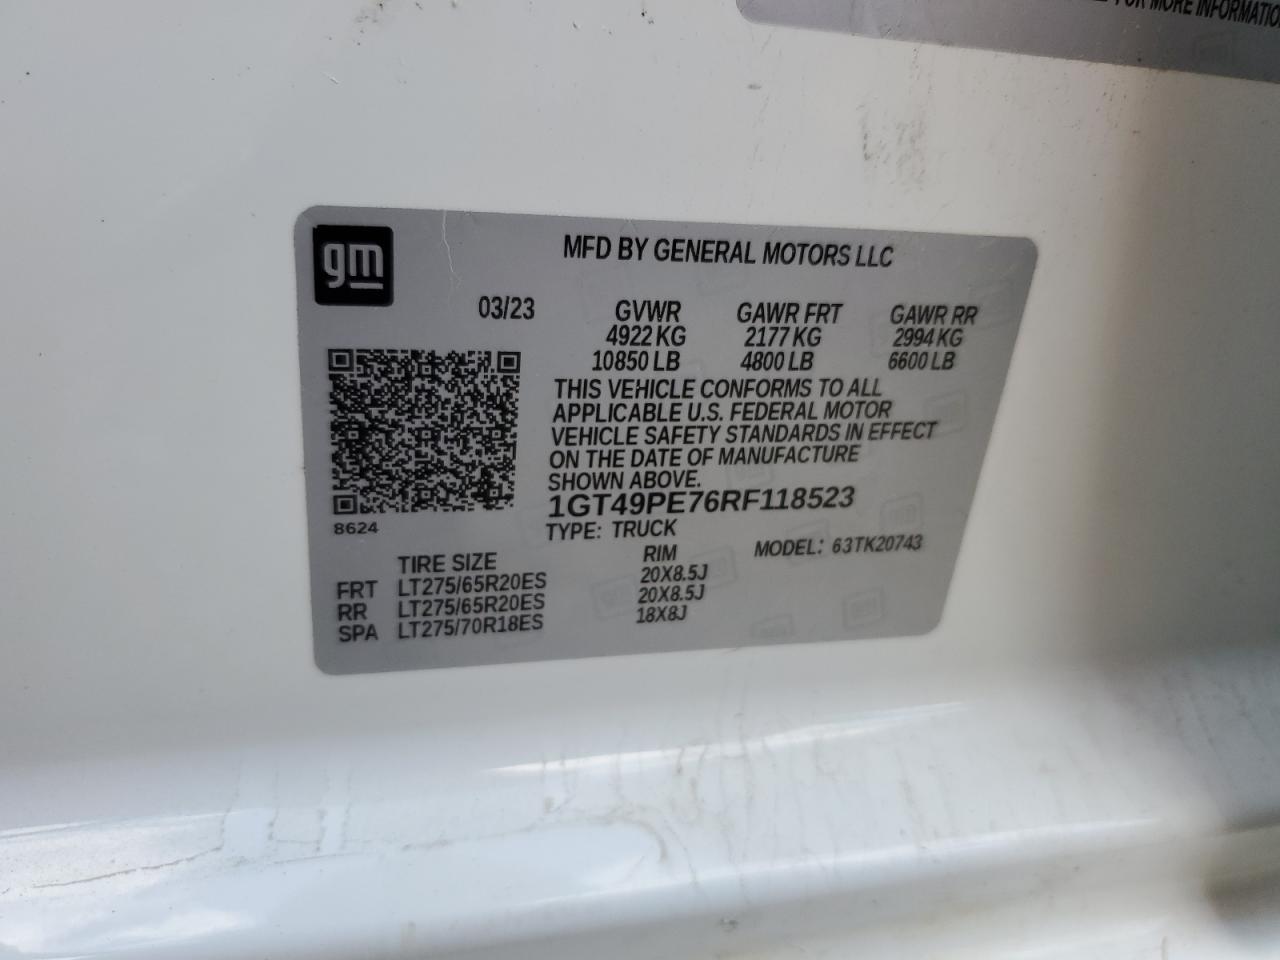 FOR MORE INFORMATIO
gm
MFD BY GENERAL MOTORS LLC
03/23 GVWR GAWR FRT GAWR RR
4922 KG 2177 KG 2994 KG
10850 LB 4800 LB 6600 LB
THIS VEHICLE CONFORMS TO ALL
APPLICABLE U.S. FEDERAL MOTOR
VEHICLE SAFETY STANDARDS IN EFFECT
ON THE DATE OF MANUFACTURE
SHOWN ABOVE.
1GT49PE76RF118523
8624
TYPE: TRUCK MODEL: 63TK20743
TIRE SIZE RIM
FRT LT275/65R20ES 20X8.5J
RR LT275/65R20ES 20X8.5J
SPA LT275/70R18ES 18X8J